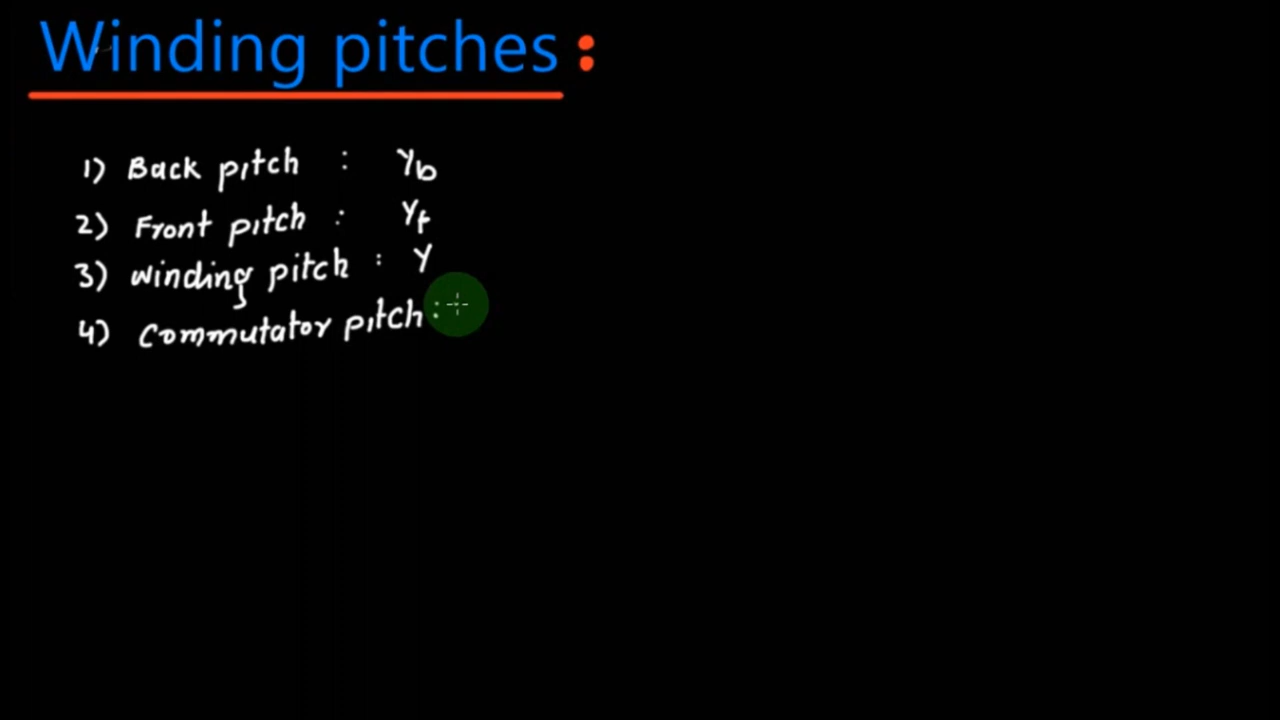 Winding pitches :
1) Back pitch : Yb
2) Front pitch : Yf
3) winding pitch : Y
4) Commutator pitch :